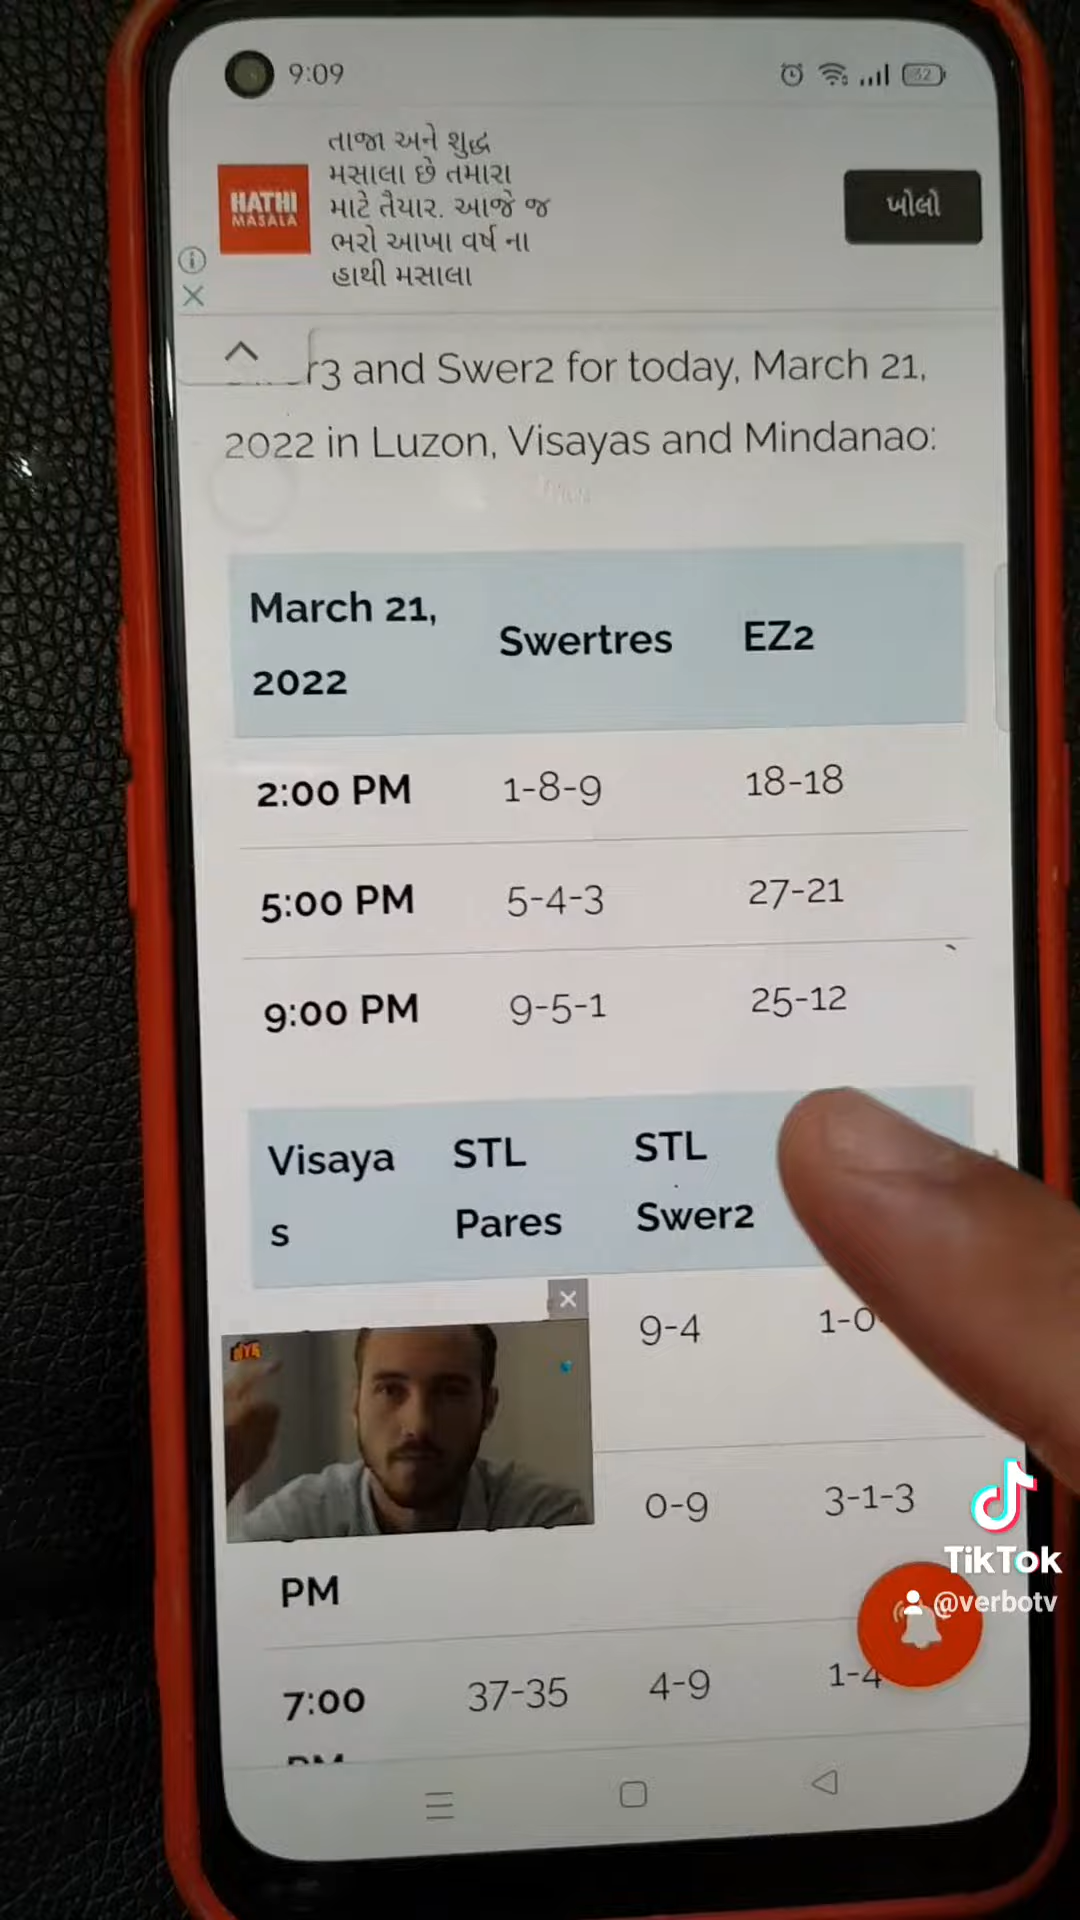 9:09
32
HATHI
MASALA
તાજા અને શુદ્ધ
મસાલા છે તમારા
માટે તૈયાર. આજે જ
ભરો આખા વર્ષ ના
હાથી મસાલા
ખોલો
r3 and Swer2 for today, March 21,
2022 in Luzon, Visayas and Mindanao:
March 21,
2022
Swertres
EZ2
2:00 PM 1-8-9 18-18
5:00 PM 5-4-3 27-21
9:00 PM 9-5-1 25-12
Visaya
s
STL
Pares
STL
Swer2
9-4 1-0
0-9 3-1-3
PM
7:00 37-35 4-9 1-4
PM
TikTok
@verbotv